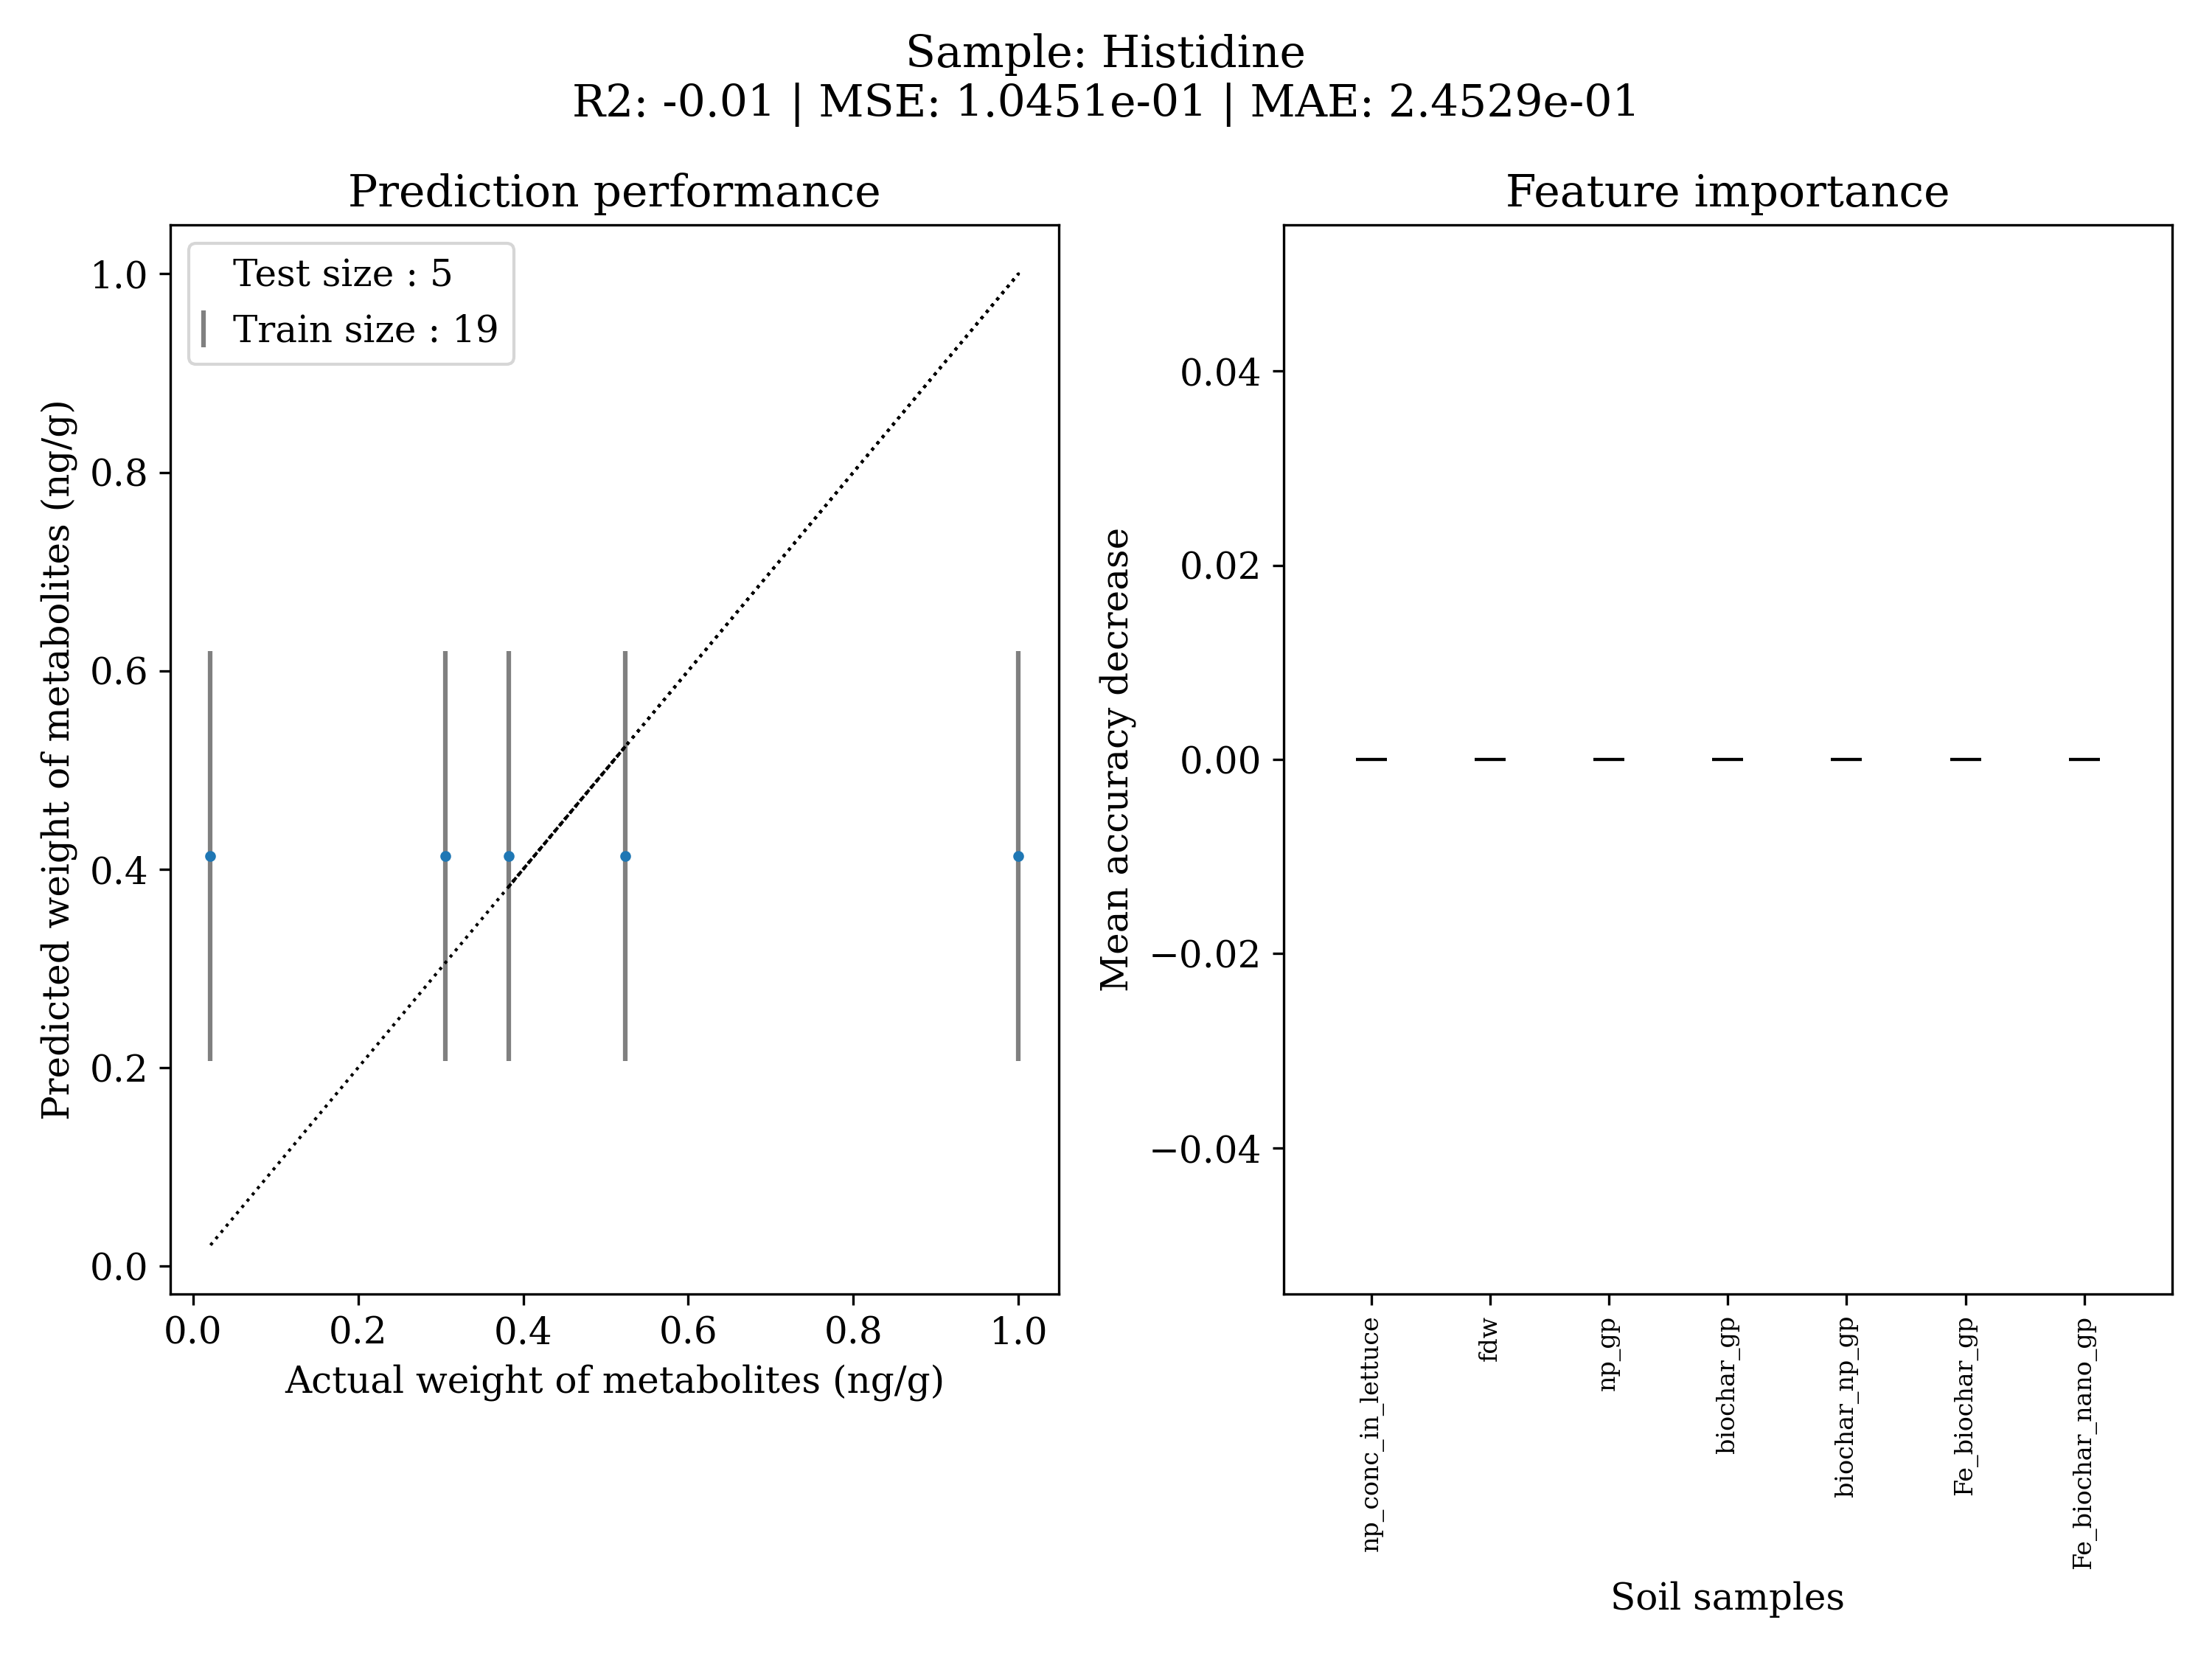 Sample: Histidine
R2: -0.01 | MSE: 1.0451e-01 | MAE: 2.4529e-01
Prediction performance
Test size : 5
Train size : 19
1.0
0.8
0.6
0.4
0.2
0.0
Predicted weight of metabolites (ng/g)
0.0 0.2 0.4 0.6 0.8 1.0
Actual weight of metabolites (ng/g)
Feature importance
0.04
0.02
0.00
−0.02
−0.04
Mean accuracy decrease
np_conc_in_lettuce
fdw
np_gp
biochar_gp
biochar_np_gp
Fe_biochar_gp
Fe_biochar_nano_gp
Soil samples